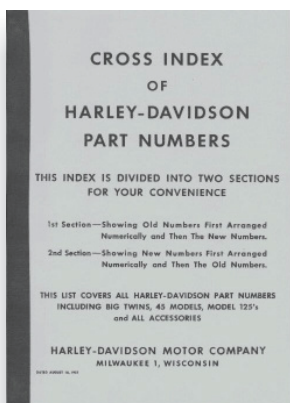 CROSS INDEX
OF
HARLEY-DAVIDSON
PART NUMBERS
THIS INDEX IS DIVIDED INTO TWO SECTIONS
FOR YOUR CONVENIENCE
1st Section—Showing Old Numbers First Arranged
Numerically and Then The New Numbers.
2nd Section—Showing New Numbers First Arranged
Numerically and Then The Old Numbers.
THIS LIST COVERS ALL HARLEY-DAVIDSON PART NUMBERS
INCLUDING BIG TWINS, 45 MODELS, MODEL 125's
and ALL ACCESSORIES
HARLEY-DAVIDSON MOTOR COMPANY
MILWAUKEE 1, WISCONSIN
DATED AUGUST